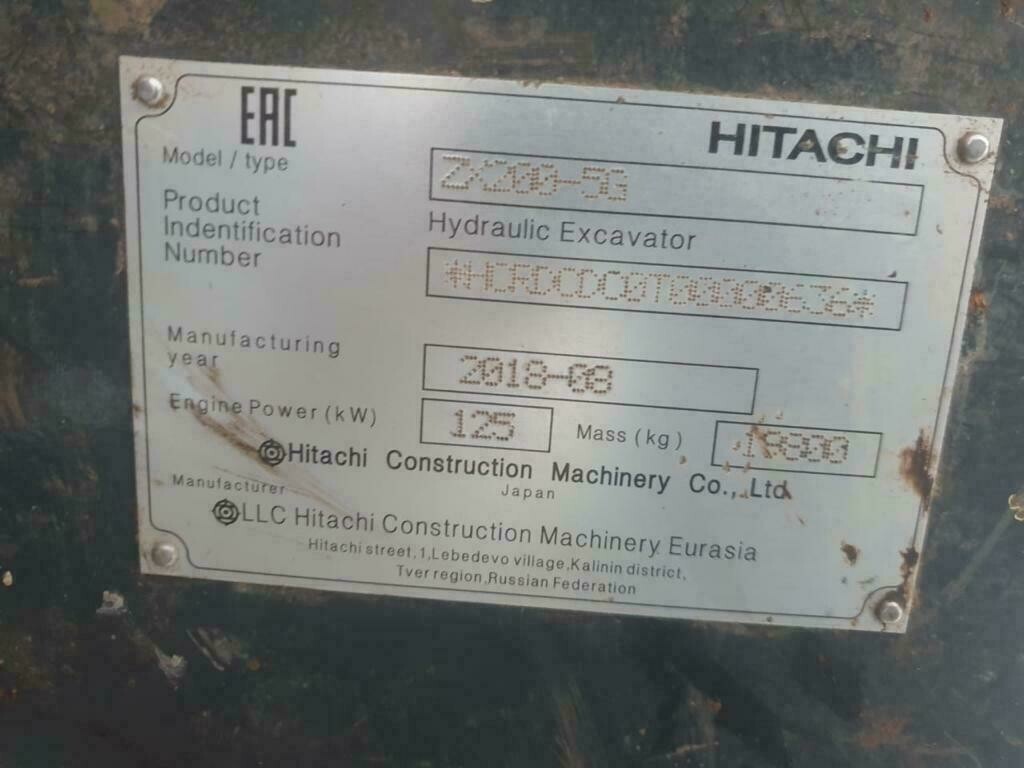 EAC
HITACHI
Model / type
ZX200-5G
Product
Indentification
Number
Hydraulic Excavator
#HCRDCDC0T00000636*
Manufacturing
year
2018-08
Engine Power (kW)
125
Mass (kg)
19800
Hitachi Construction Machinery Co.,Ltd
Japan
Manufacturer
LLC Hitachi Construction Machinery Eurasia
Hitachi street,1,Lebedevo village,Kalinin district,
Tver region,Russian Federation